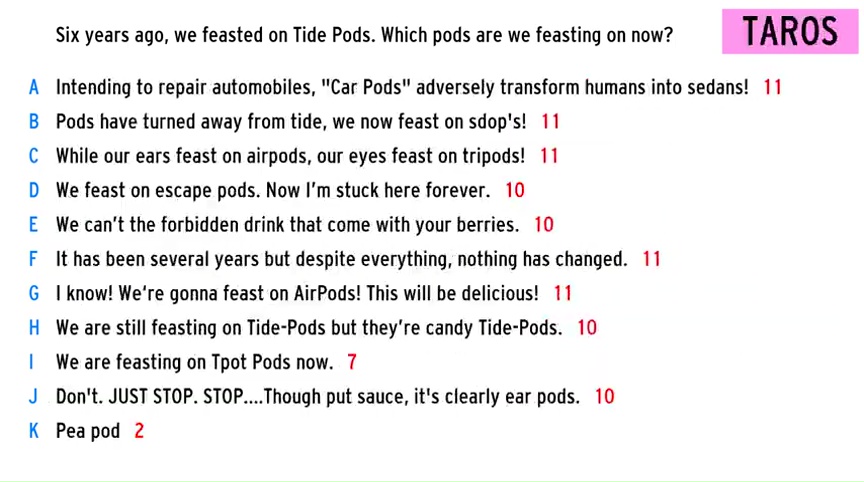 Six years ago, we feasted on Tide Pods. Which pods are we feasting on now?
TAROS
A Intending to repair automobiles, "Car Pods" adversely transform humans into sedans! 11
B Pods have turned away from tide, we now feast on sdop's! 11
C While our ears feast on airpods, our eyes feast on tripods! 11
D We feast on escape pods. Now I'm stuck here forever. 10
E We can't the forbidden drink that come with your berries. 10
F It has been several years but despite everything, nothing has changed. 11
G I know! We're gonna feast on AirPods! This will be delicious! 11
H We are still feasting on Tide-Pods but they're candy Tide-Pods. 10
I We are feasting on Tpot Pods now. 7
J Don't. JUST STOP. STOP....Though put sauce, it's clearly ear pods. 10
K Pea pod 2